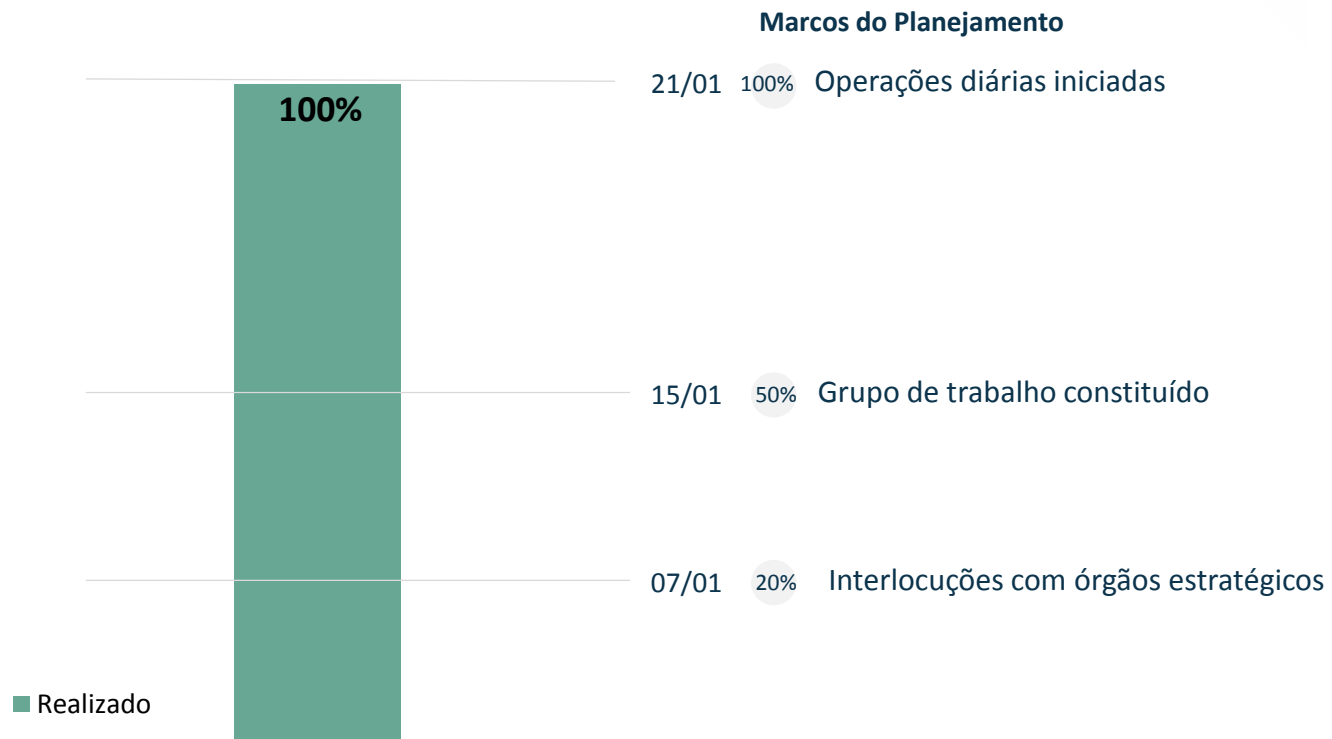 Marcos do Planejamento
21/01 100% Operações diárias iniciadas
100%
15/01 50% Grupo de trabalho constituído
07/01 20% Interlocuções com órgãos estratégicos
Realizado